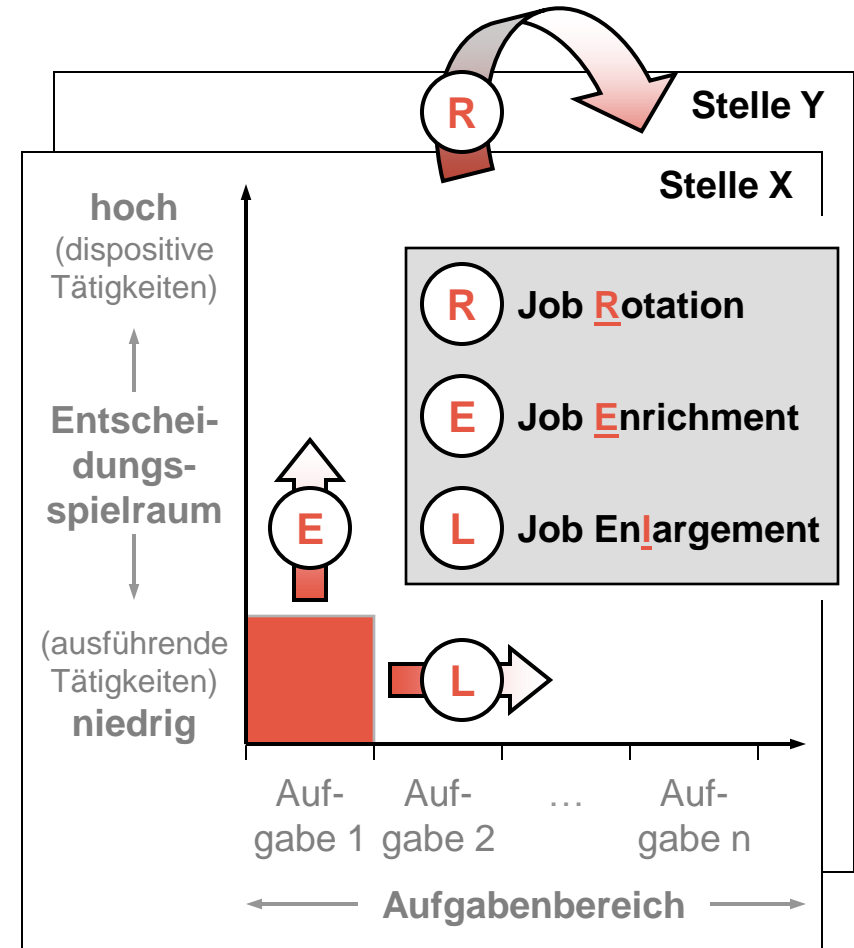 R
Stelle Y
Stelle X
hoch
(dispositive
Tätigkeiten)
R Job Rotation
E Job Enrichment
L Job Enlargement
Entschei-
dungs-
spielraum
E
(ausführende
Tätigkeiten)
niedrig
L
Auf-
gabe 1
Auf-
gabe 2
…
Auf-
gabe n
Aufgabenbereich